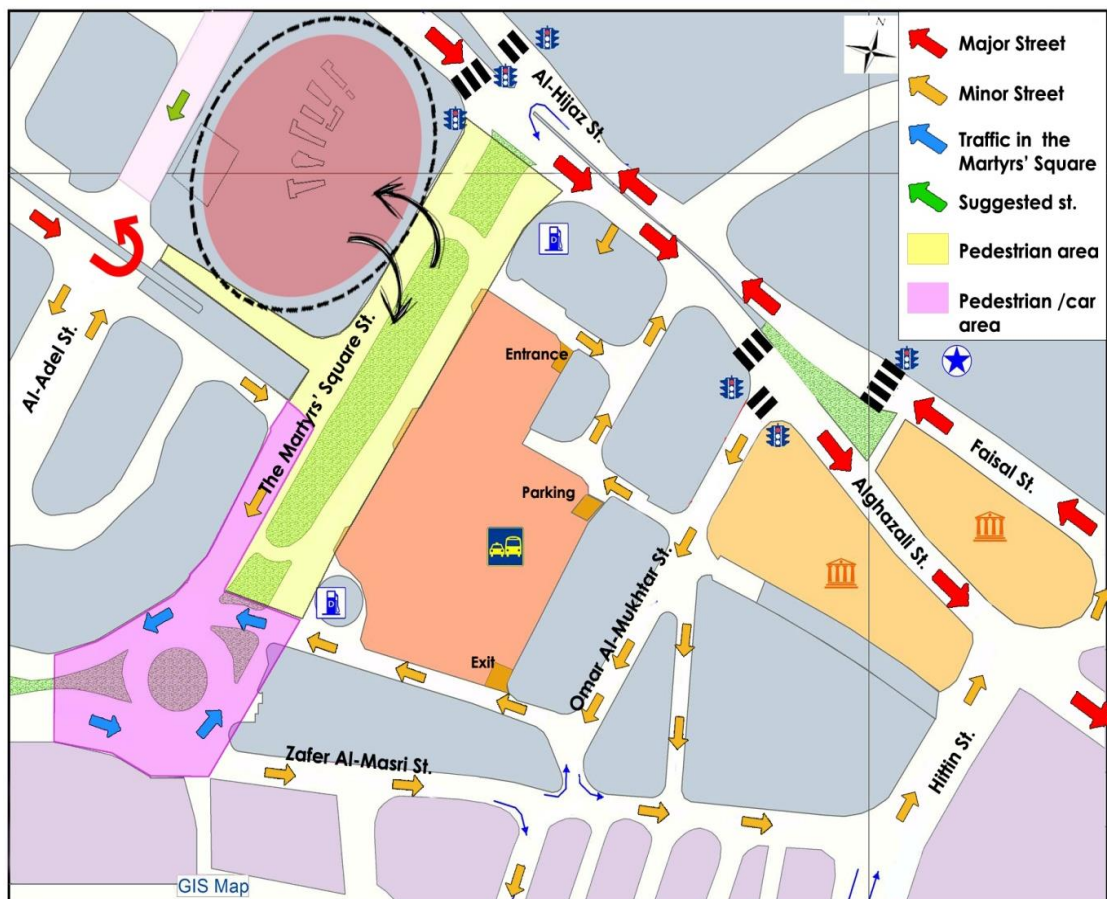 N
Major Street
Minor Street
Traffic in the
Martyrs' Square
Suggested st.
Pedestrian area
Pedestrian /car
area
Al-Hijaz St.
D
Entrance
The Martyrs' Square St.
Al-Adel St.
Parking
Faisal St.
Alghazali St.
D
Exit
Omar Al-Mukhtar St.
Zafer Al-Masri St.
Hittin St.
GIS Map